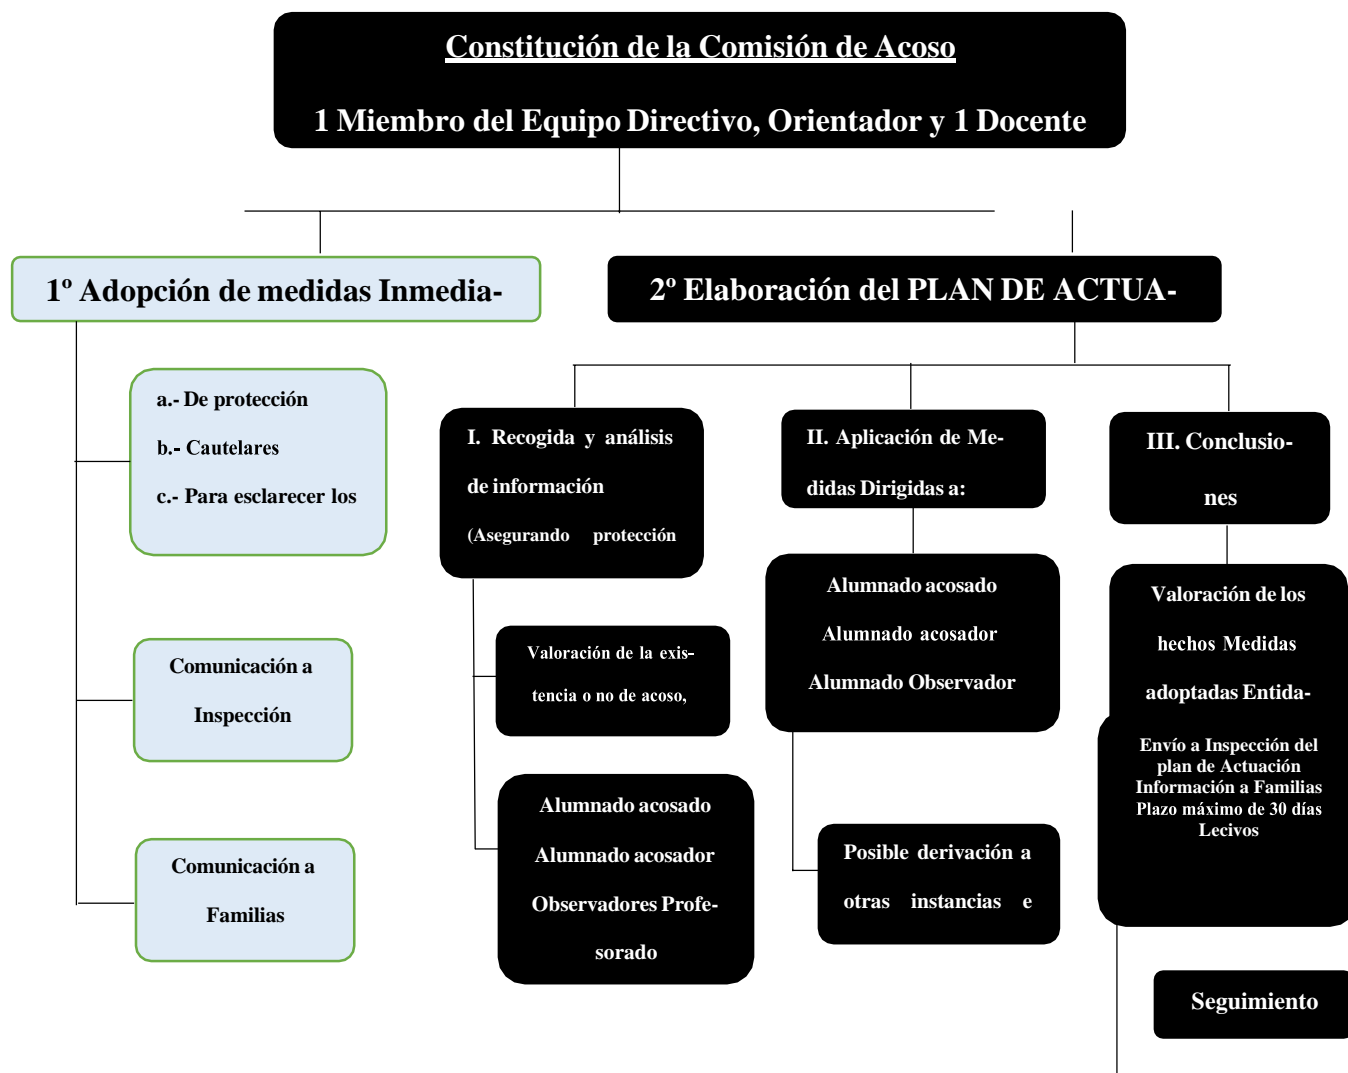 Constitución de la Comisión de Acoso
1 Miembro del Equipo Directivo, Orientador y 1 Docente
1º Adopción de medidas Inmedia-
a.- De protección
b.- Cautelares
c.- Para esclarecer los
Comunicación a
Inspección
Comunicación a
Familias
2º Elaboración del PLAN DE ACTUA-
I. Recogida y análisis
de información
(Asegurando protección
Valoración de la exis-
tencia o no de acoso,
Alumnado acosado
Alumnado acosador
Observadores Profe-
sorado
II. Aplicación de Me-
didas Dirigidas a:
Alumnado acosado
Alumnado acosador
Alumnado Observador
Posible derivación a
otras instancias e
III. Conclusio-
nes
Valoración de los
hechos Medidas
adoptadas Entida-
Envío a Inspección del
plan de Actuación
Información a Familias
Plazo máximo de 30 días
Lecivos
Seguimiento